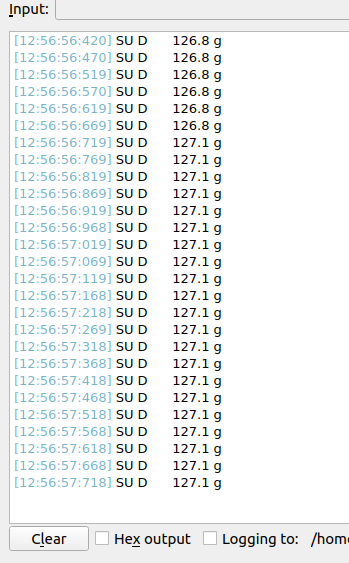 Input:
[12:56:56:420] SU D 126.8 g
[12:56:56:470] SU D 126.8 g
[12:56:56:519] SU D 126.8 g
[12:56:56:570] SU D 126.8 g
[12:56:56:619] SU D 126.8 g
[12:56:56:669] SU D 126.8 g
[12:56:56:719] SU D 127.1 g
[12:56:56:769] SU D 127.1 g
[12:56:56:819] SU D 127.1 g
[12:56:56:869] SU D 127.1 g
[12:56:56:919] SU D 127.1 g
[12:56:56:968] SU D 127.1 g
[12:56:57:019] SU D 127.1 g
[12:56:57:069] SU D 127.1 g
[12:56:57:119] SU D 127.1 g
[12:56:57:168] SU D 127.1 g
[12:56:57:218] SU D 127.1 g
[12:56:57:269] SU D 127.1 g
[12:56:57:318] SU D 127.1 g
[12:56:57:368] SU D 127.1 g
[12:56:57:418] SU D 127.1 g
[12:56:57:468] SU D 127.1 g
[12:56:57:518] SU D 127.1 g
[12:56:57:568] SU D 127.1 g
[12:56:57:618] SU D 127.1 g
[12:56:57:668] SU D 127.1 g
[12:56:57:718] SU D 127.1 g
Clear Hex output Logging to: /home